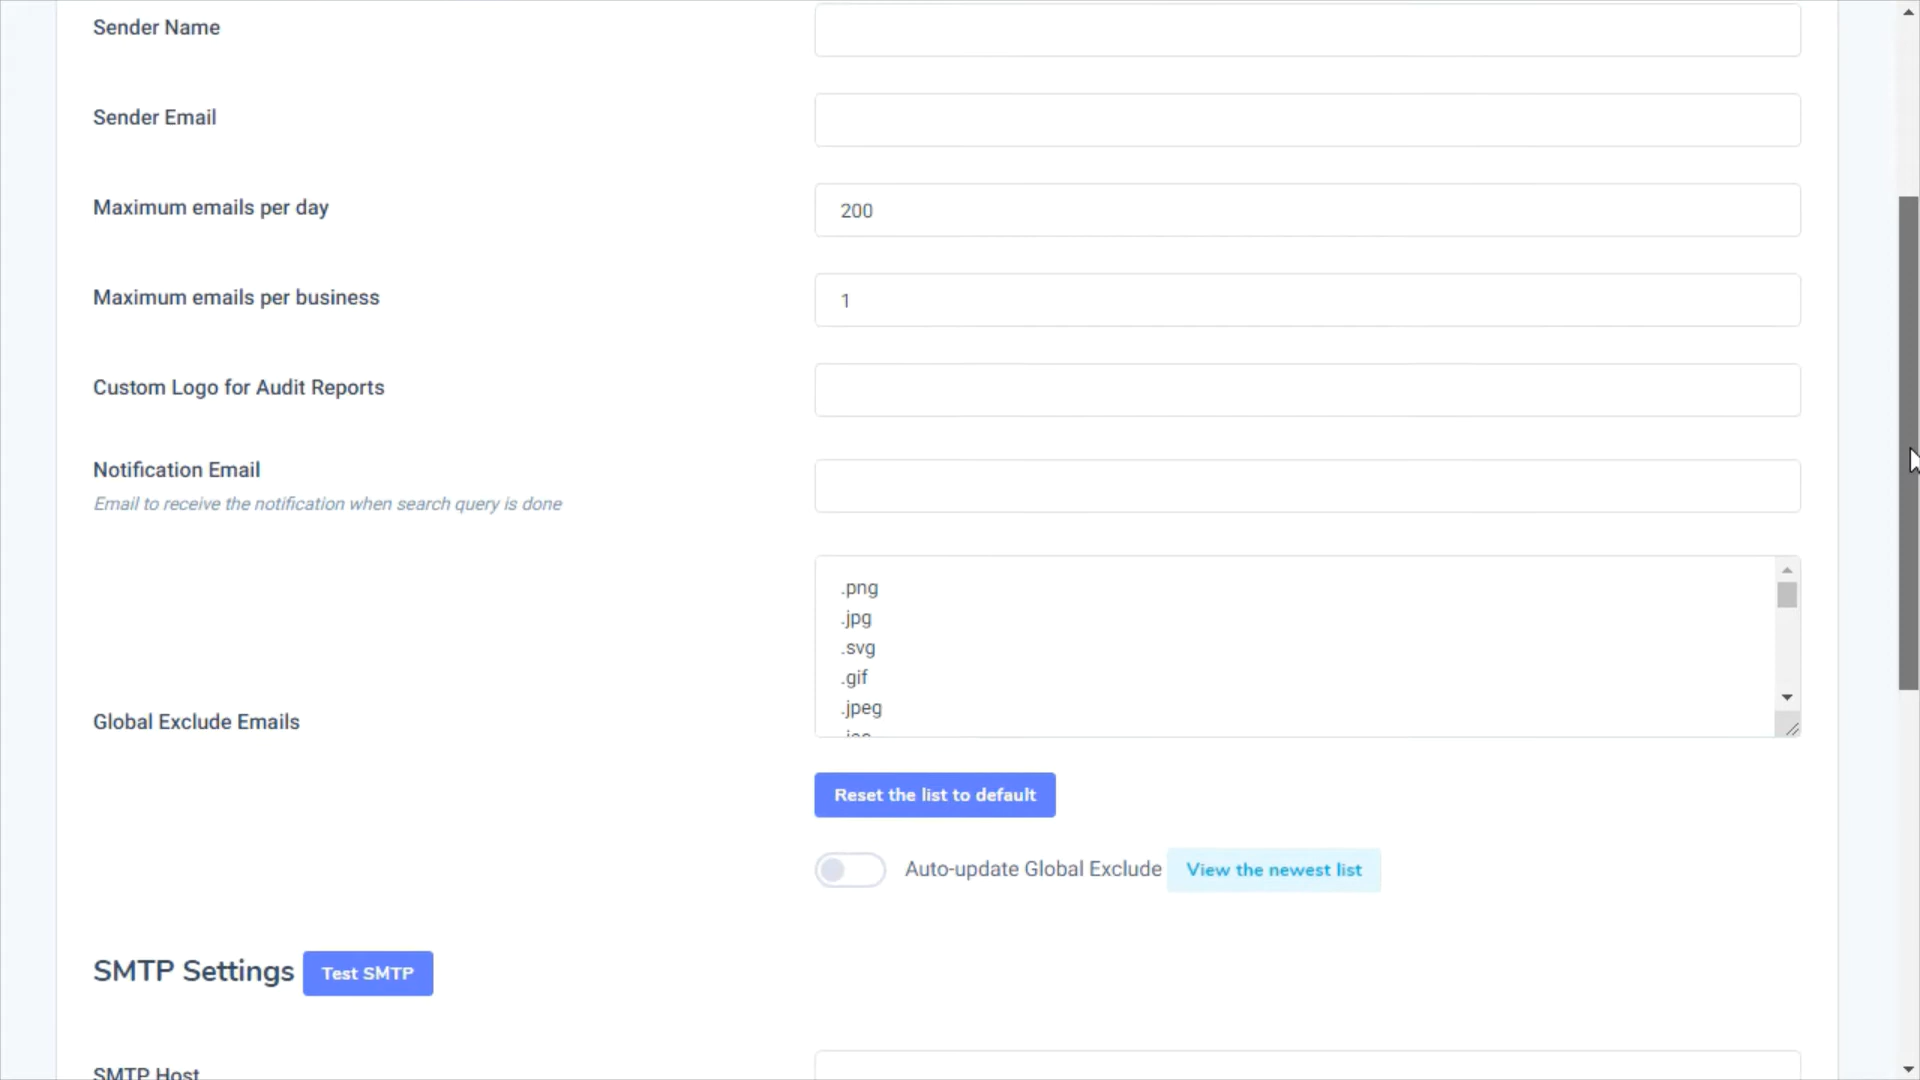 Sender Name
Sender Email
Maximum emails per day
200
Maximum emails per business
1
Custom Logo for Audit Reports
Notification Email
Email to receive the notification when search query is done
.png
.jpg
.svg
.gif
.jpeg
Global Exclude Emails
Reset the list to default
Auto-update Global Exclude
View the newest list
SMTP Settings
Test SMTP
SMTP Host